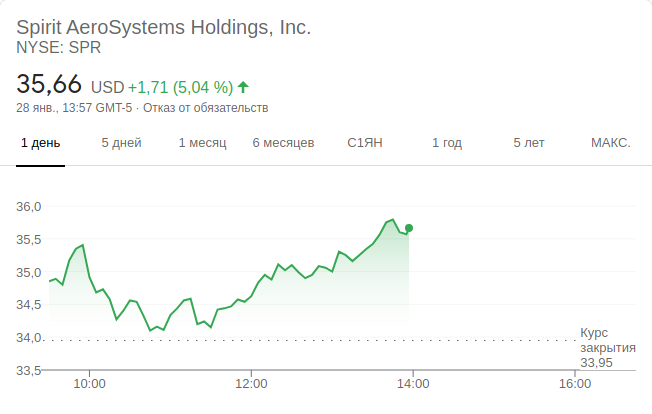 Spirit AeroSystems Holdings, Inc.
NYSE: SPR
35,66 USD +1,71 (5,04 %)
28 янв., 13:57 GMT-5 · Отказ от обязательств
1 день 5 дней 1 месяц 6 месяцев С1ЯН 1 год 5 лет МАКС.
36,0
35,5
35,0
34,5
34,0
Курс
закрытия
33,95
33,5
10:00 12:00 14:00 16:00